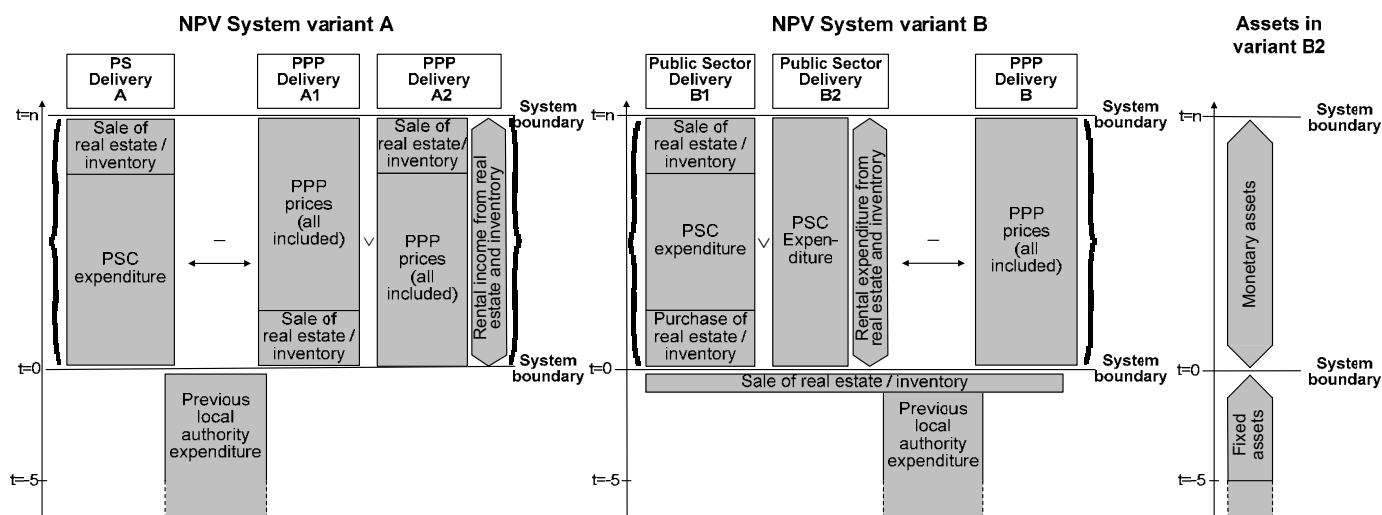 NPV System variant A
PS
Delivery
A
PPP
Delivery
A1
PPP
Delivery
A2
t=n
System
boundary
Sale of
real estate /
inventory
PSC
expenditure
–
PPP
prices
(all
included)
Sale of
real estate /
inventory
∨
Sale of
real estate/
inventory
PPP
prices
(all
included)
Rental income from real
estate and inventrory
t=0
System
boundary
Previous
local
authority
expenditure
t=-5
NPV System variant B
Public Sector
Delivery
B1
Public Sector
Delivery
B2
PPP
Delivery
B
t=n
System
boundary
Sale of
real estate /
inventory
PSC
expenditure
Purchase of
real estate /
inventory
∨
PSC
Expen-
diture
Rental expenditure from
real estate and inventrory
–
PPP
prices
(all
included)
t=0
System
boundary
Sale of real estate / inventory
Previous
local
authority
expenditure
t=-5
Assets in
variant B2
t=n
System
boundary
Monetary assets
t=0
System
boundary
Fixed
assets
t=-5